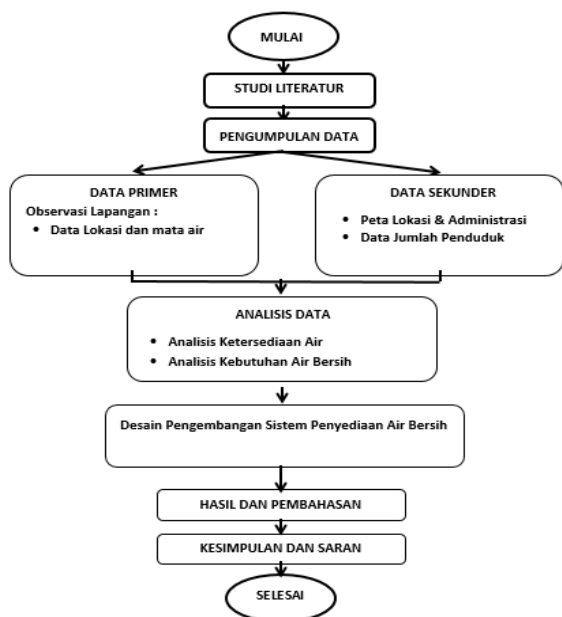 MULAI
STUDI LITERATUR
PENGUMPULAN DATA
DATA PRIMER
Observasi Lapangan :
• Data Lokasi dan mata air
DATA SEKUNDER
• Peta Lokasi & Administrasi
• Data Jumlah Penduduk
ANALISIS DATA
• Analisis Ketersediaan Air
• Analisis Kebutuhan Air Bersih
Desain Pengembangan Sistem Penyediaan Air Bersih
HASIL DAN PEMBAHASAN
KESIMPULAN DAN SARAN
SELESAI